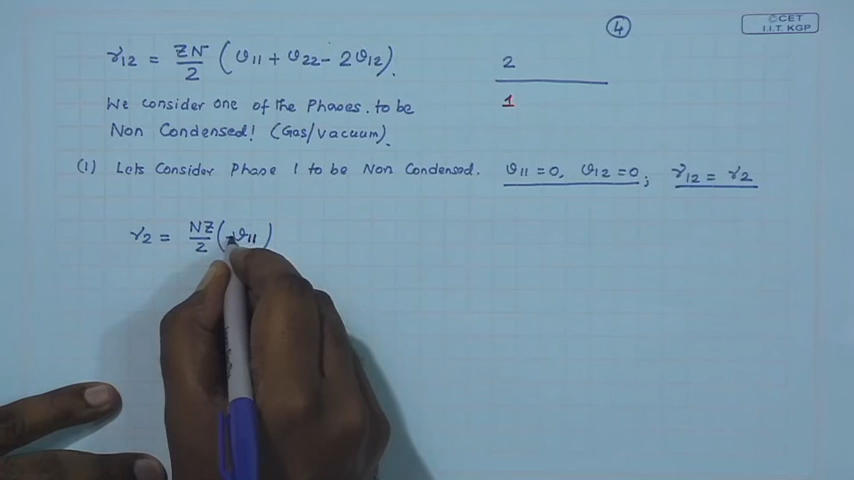 4
©CET
I.I.T. KGP
γ12 = ZN/2 (ϑ11 + ϑ22 - 2ϑ12).
2
1
We consider one of the Phases. to be
Non Condensed! (Gas/vacuum).
(1) Lets Consider Phase 1 to be Non Condensed. ϑ11 = 0, ϑ12 = 0; γ12 = γ2
γ2 = NZ/2 (-ϑ11)